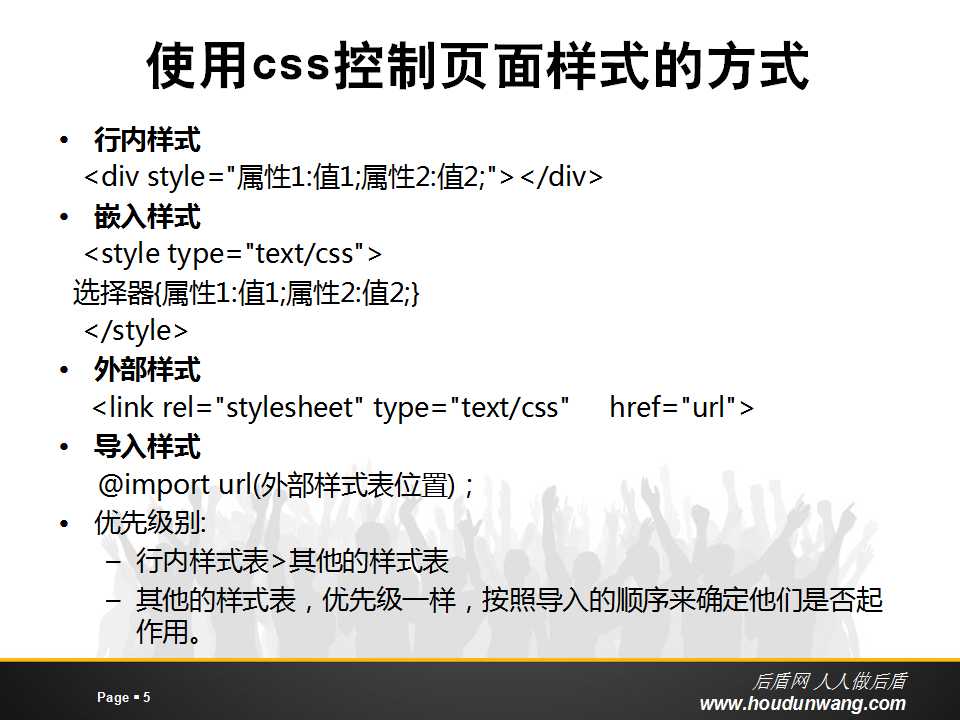 使用css控制页面样式的方式
• 行内样式
<div style="属性1:值1;属性2:值2;"></div>
• 嵌入样式
<style type="text/css">
选择器{属性1:值1;属性2:值2;}
</style>
• 外部样式
<link rel="stylesheet" type="text/css" href="url">
• 导入样式
@import url(外部样式表位置)；
• 优先级别:
– 行内样式表>其他的样式表
– 其他的样式表，优先级一样，按照导入的顺序来确定他们是否起
作用。
Page ▪ 5
后盾网 人人做后盾
www.houdunwang.com